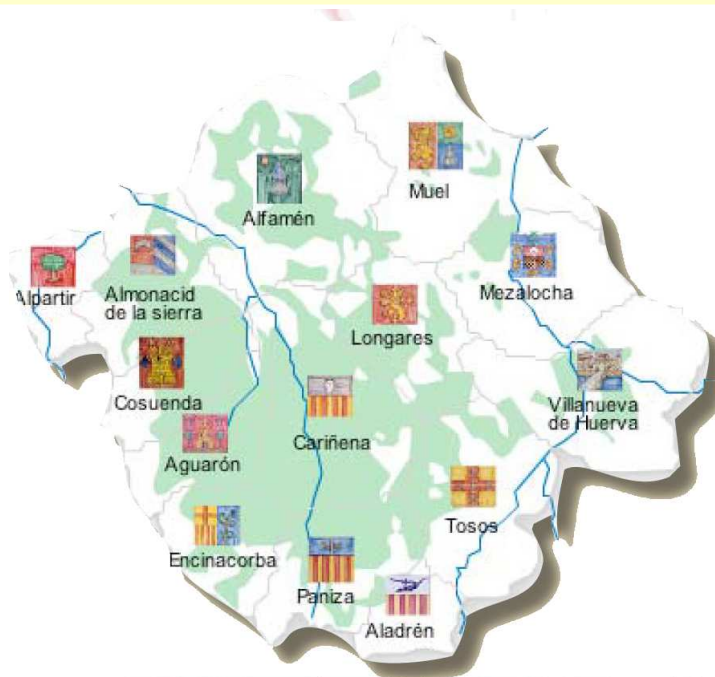 Muel
Alfamén
Alpartir
Almonacid
de la sierra
Mezalocha
Longares
Cosuenda
Villanueva
de Huerva
Cariñena
Aguarón
Tosos
Encinacorba
Paniza
Aladrén